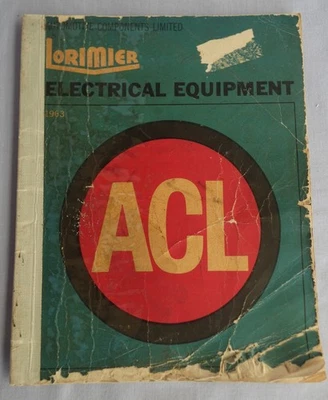 COMPONENTS LIMITED
LORIMIER
ELECTRICAL EQUIPMENT
1963
ACL